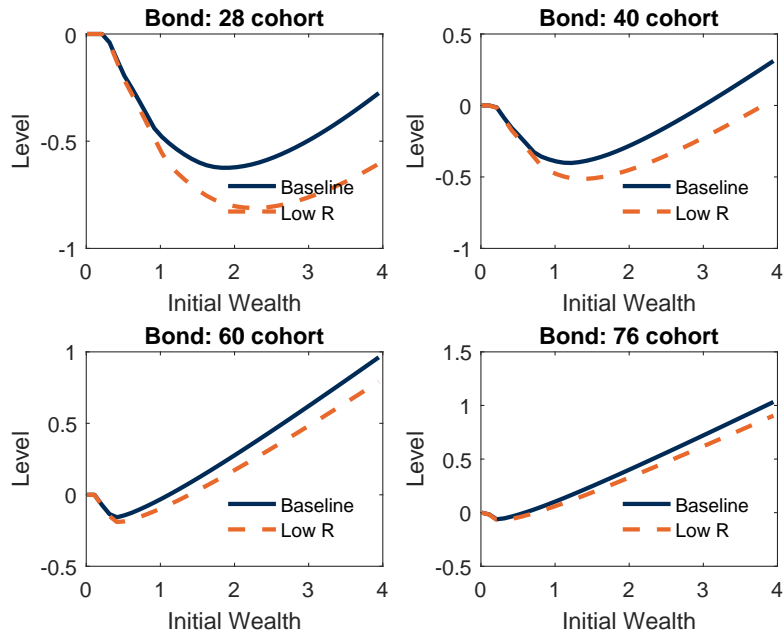 Bond: 28 cohort
0
-0.5
-1
Level
0 1 2 3 4
Initial Wealth
Baseline
Low R
Bond: 40 cohort
0.5
0
-0.5
-1
Level
0 1 2 3 4
Initial Wealth
Baseline
Low R
Bond: 60 cohort
1
0.5
0
-0.5
Level
0 1 2 3 4
Initial Wealth
Baseline
Low R
Bond: 76 cohort
1.5
1
0.5
0
-0.5
Level
0 1 2 3 4
Initial Wealth
Baseline
Low R